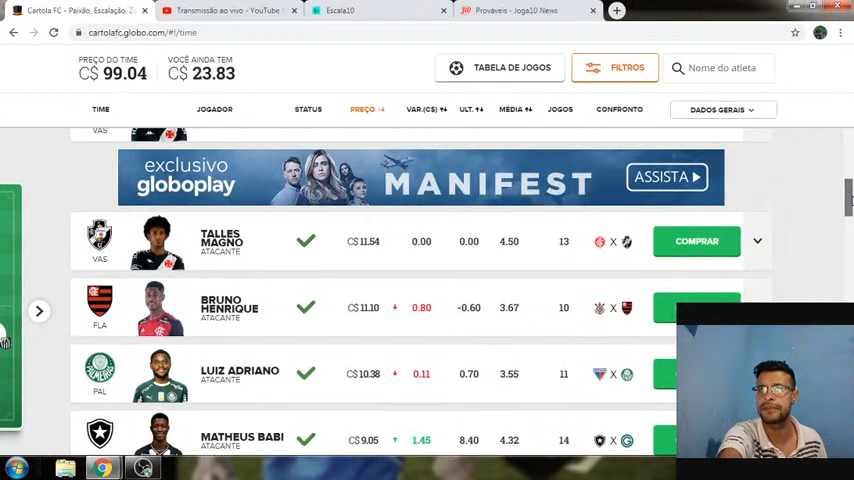 Cartola FC - Paixão, Escalação, Zo
Transmissão ao vivo - YouTube
Escala10
Prováveis - Joga10 News
cartolafc.globo.com/#!/time
PREÇO DO TIME
C$ 99.04
VOCÊ AINDA TEM
C$ 23.83
TABELA DE JOGOS
FILTROS
Nome do atleta
TIME JOGADOR STATUS PREÇO VAR.(C$) ULT. MÉDIA JOGOS CONFRONTO DADOS GERAIS
VAS
exclusivo
globoplay
MANIFEST
ASSISTA
VAS TALLES MAGNO ATACANTE C$ 11.54 0.00 0.00 4.50 13 X COMPRAR
FLA BRUNO HENRIQUE ATACANTE C$ 11.10 0.80 -0.60 3.67 10 X
PAL LUIZ ADRIANO ATACANTE C$ 10.38 0.11 0.70 3.55 11 X
MATHEUS BABI ATACANTE C$ 9.05 1.45 8.40 4.32 14 X